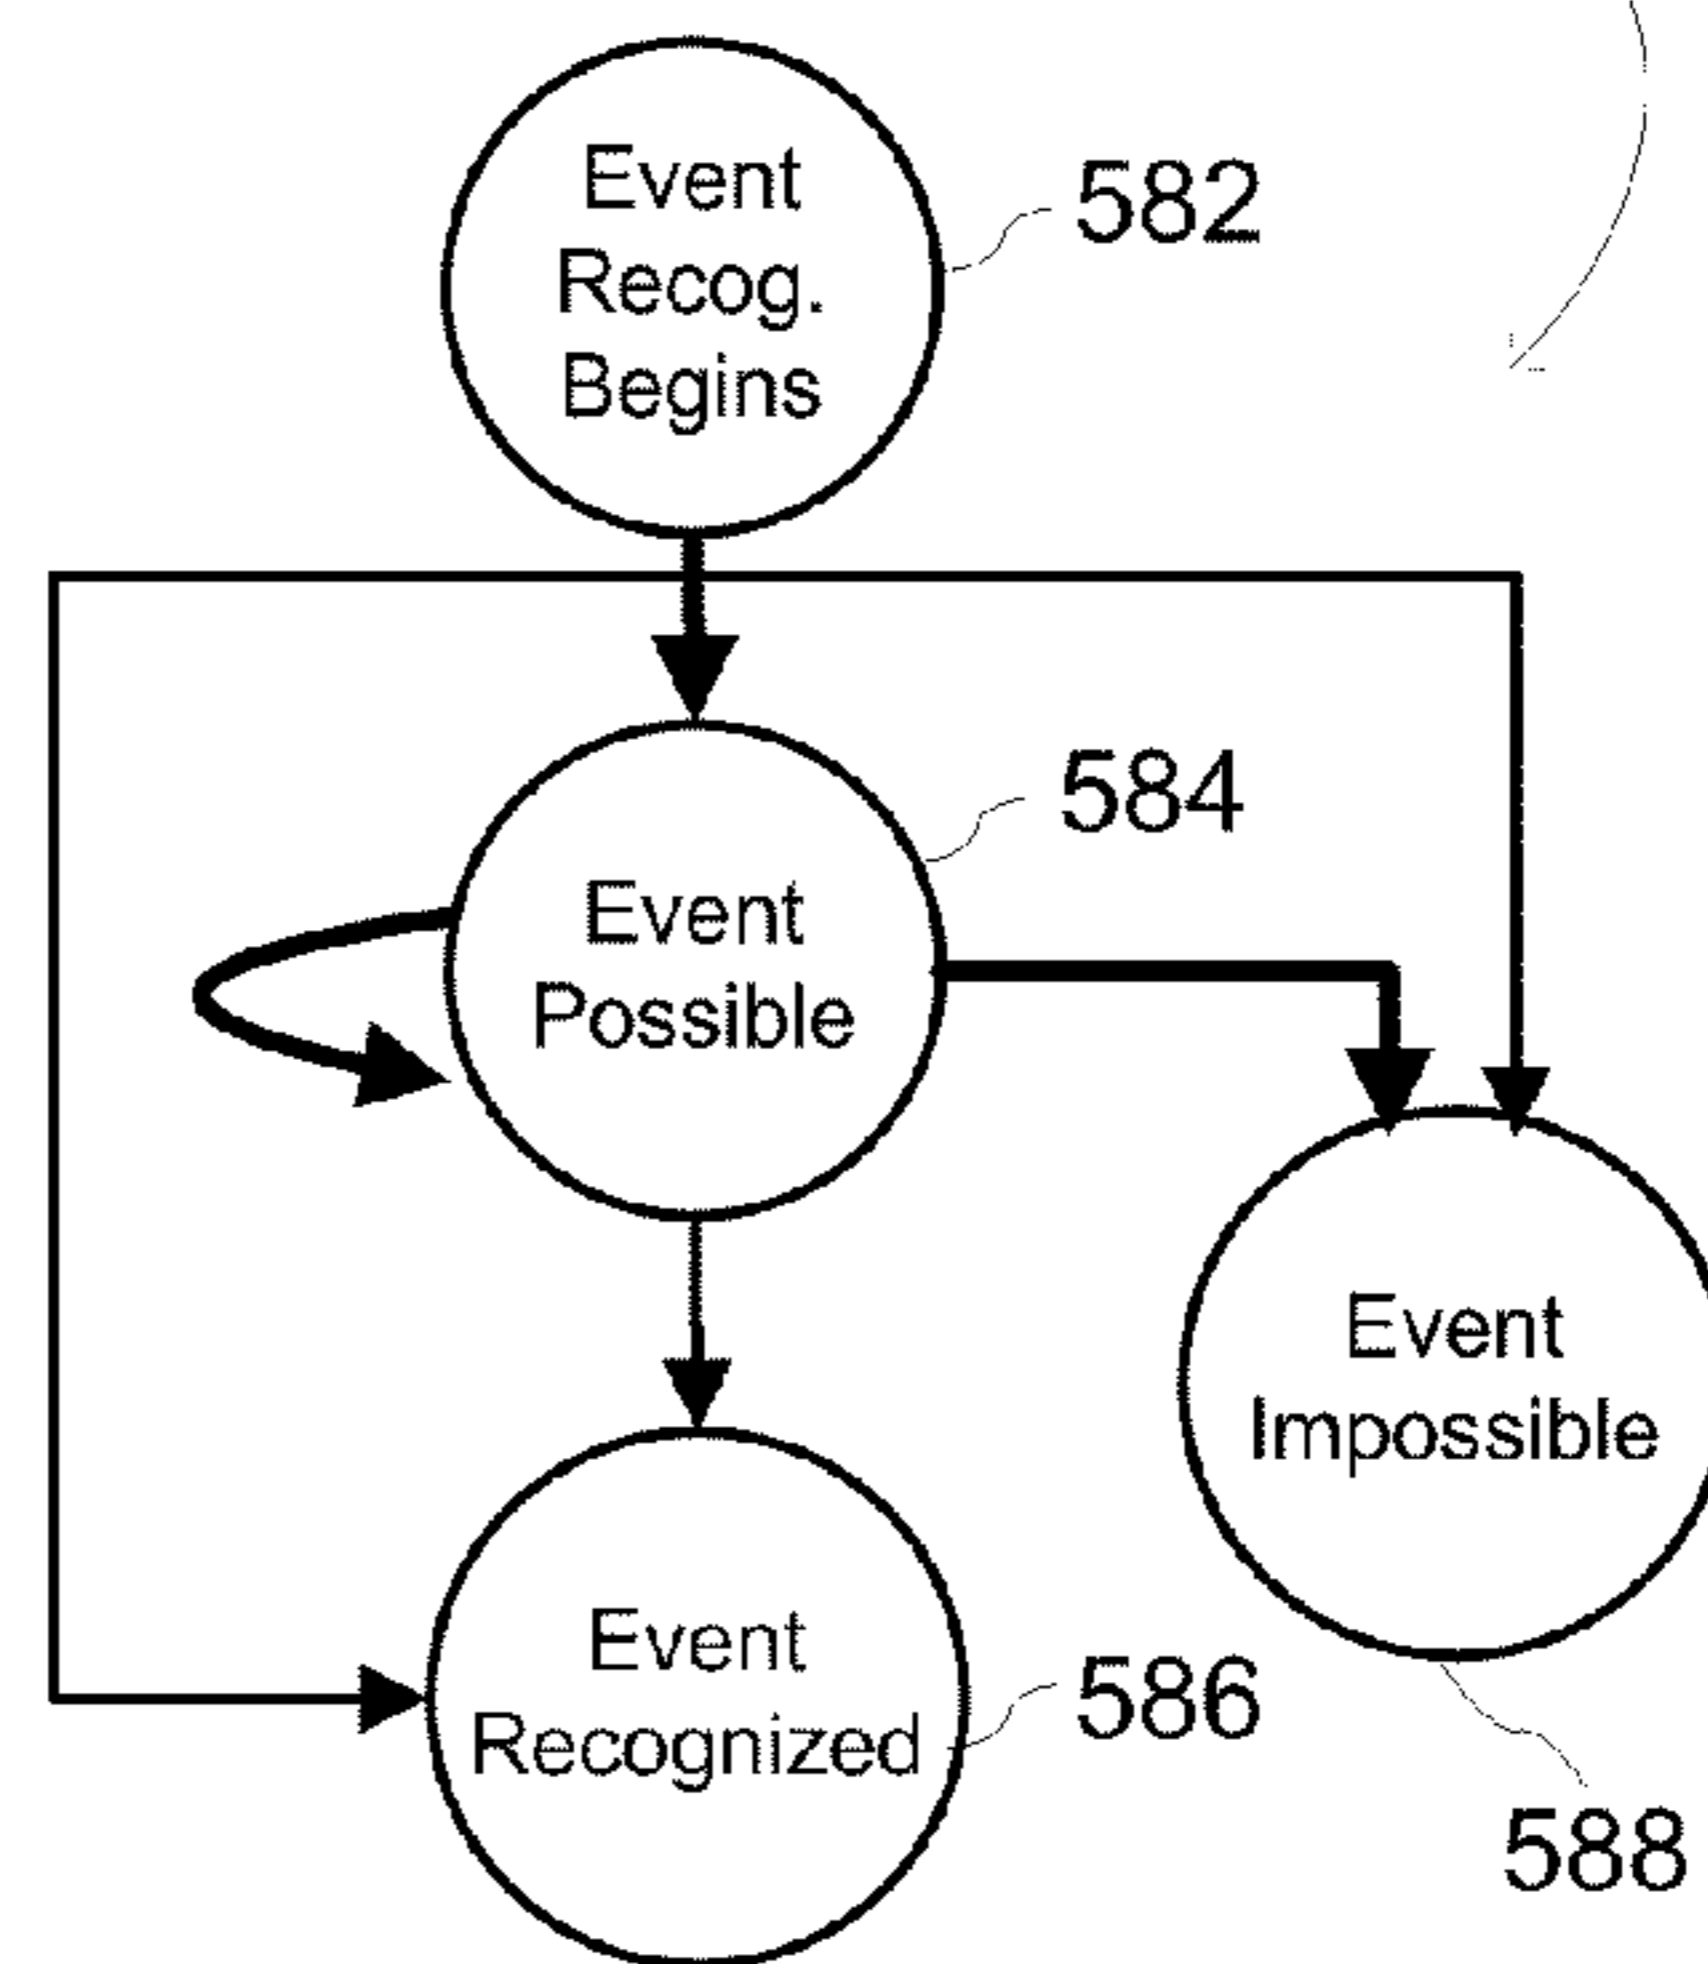 Event
Recog.
Begins
582
584
Event
Possible
Event
Impossible
Event
Recognized
586
588